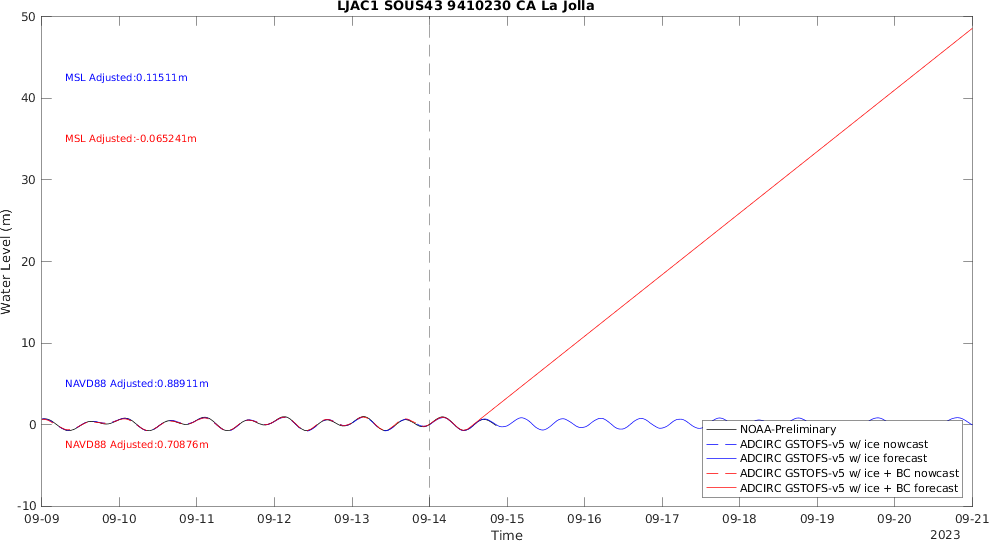 LJAC1 SOUS43 9410230 CA La Jolla
50
MSL Adjusted:0.11511m
40
MSL Adjusted:-0.065241m
30
20
Water Level (m)
10
NAVD88 Adjusted:0.88911m
0
NAVD88 Adjusted:0.70876m
NOAA-Preliminary
ADCIRC GSTOFS-v5 w/ ice nowcast
ADCIRC GSTOFS-v5 w/ ice forecast
ADCIRC GSTOFS-v5 w/ ice + BC nowcast
ADCIRC GSTOFS-v5 w/ ice + BC forecast
-10
09-09 09-10 09-11 09-12 09-13 09-14 09-15 09-16 09-17 09-18 09-19 09-20 09-21
Time
2023